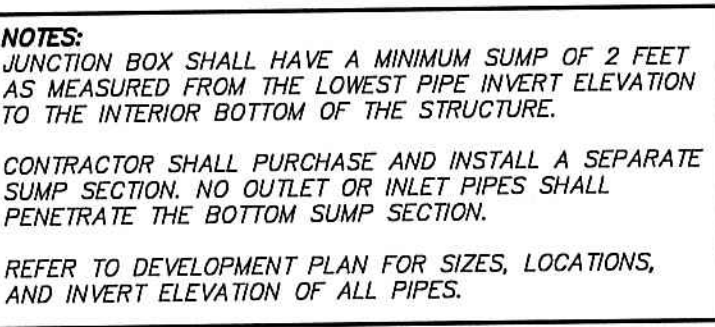 NOTES:
JUNCTION BOX SHALL HAVE A MINIMUM SUMP OF 2 FEET
AS MEASURED FROM THE LOWEST PIPE INVERT ELEVATION
TO THE INTERIOR BOTTOM OF THE STRUCTURE.
CONTRACTOR SHALL PURCHASE AND INSTALL A SEPARATE
SUMP SECTION. NO OUTLET OR INLET PIPES SHALL
PENETRATE THE BOTTOM SUMP SECTION.
REFER TO DEVELOPMENT PLAN FOR SIZES, LOCATIONS,
AND INVERT ELEVATION OF ALL PIPES.